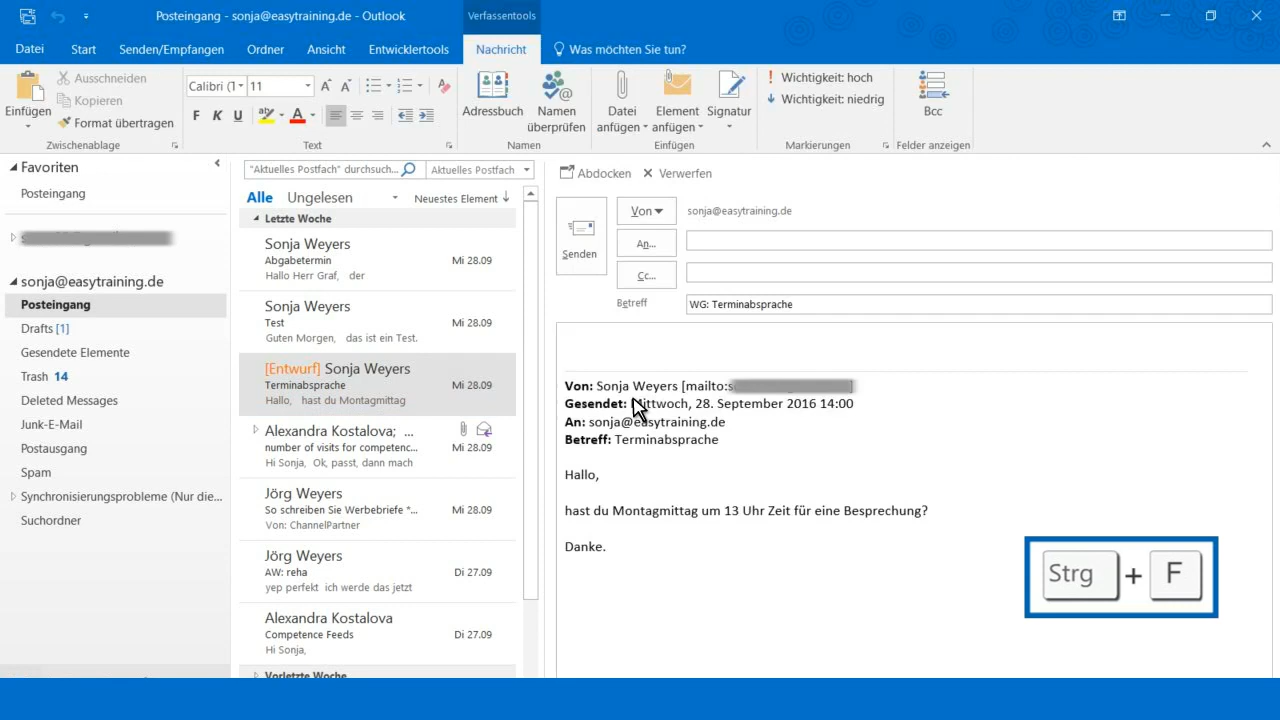 Posteingang - sonja@easytraining.de - Outlook
Verfassentools
Datei Start Senden/Empfangen Ordner Ansicht Entwicklertools Nachricht Was möchten Sie tun?
Einfügen
Ausschneiden
Kopieren
Format übertragen
Zwischenablage
Calibri (T 11
F K U
Text
Adressbuch
Namen überprüfen
Namen
Datei anfügen
Element anfügen
Signatur
Einfügen
Wichtigkeit: hoch
Wichtigkeit: niedrig
Markierungen
Bcc
Felder anzeigen
Favoriten
Posteingang
sonja@easytraining.de
Posteingang
Drafts [1]
Gesendete Elemente
Trash 14
Deleted Messages
Junk-E-Mail
Postausgang
Spam
Synchronisierungsprobleme (Nur die...
Suchordner
"Aktuelles Postfach" durchsuch... Aktuelles Postfach
Alle Ungelesen Neuestes Element
Letzte Woche
Sonja Weyers
Abgabetermin Mi 28.09
Hallo Herr Graf, der
Sonja Weyers
Test Mi 28.09
Guten Morgen, das ist ein Test.
[Entwurf] Sonja Weyers
Terminabsprache Mi 28.09
Hallo, hast du Montagmittag
Alexandra Kostalova; ...
number of visits for competenc... Mi 28.09
Hi Sonja, Ok, passt, dann mach
Jörg Weyers
So schreiben Sie Werbebriefe *... Mi 28.09
Von: ChannelPartner
Jörg Weyers
AW: reha Di 27.09
yep perfekt ich werde das jetzt
Alexandra Kostalova
Competence Feeds Di 27.09
Hi Sonja,
Vorletzte Woche
Abdocken Verwerfen
Senden
Von sonja@easytraining.de
An...
Cc...
Betreff WG: Terminabsprache
Von: Sonja Weyers [mailto:s
Gesendet: Mittwoch, 28. September 2016 14:00
An: sonja@easytraining.de
Betreff: Terminabsprache
Hallo,
hast du Montagmittag um 13 Uhr Zeit für eine Besprechung?
Danke.
Strg + F